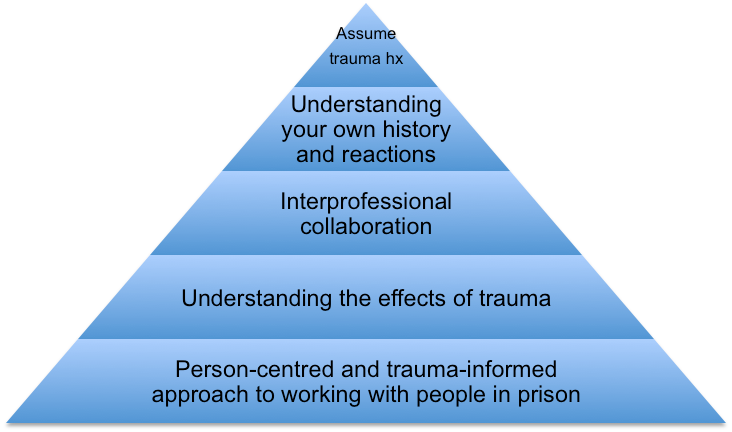 Assume
trauma hx
Understanding
your own history
and reactions
Interprofessional
collaboration
Understanding the effects of trauma
Person-centred and trauma-informed
approach to working with people in prison